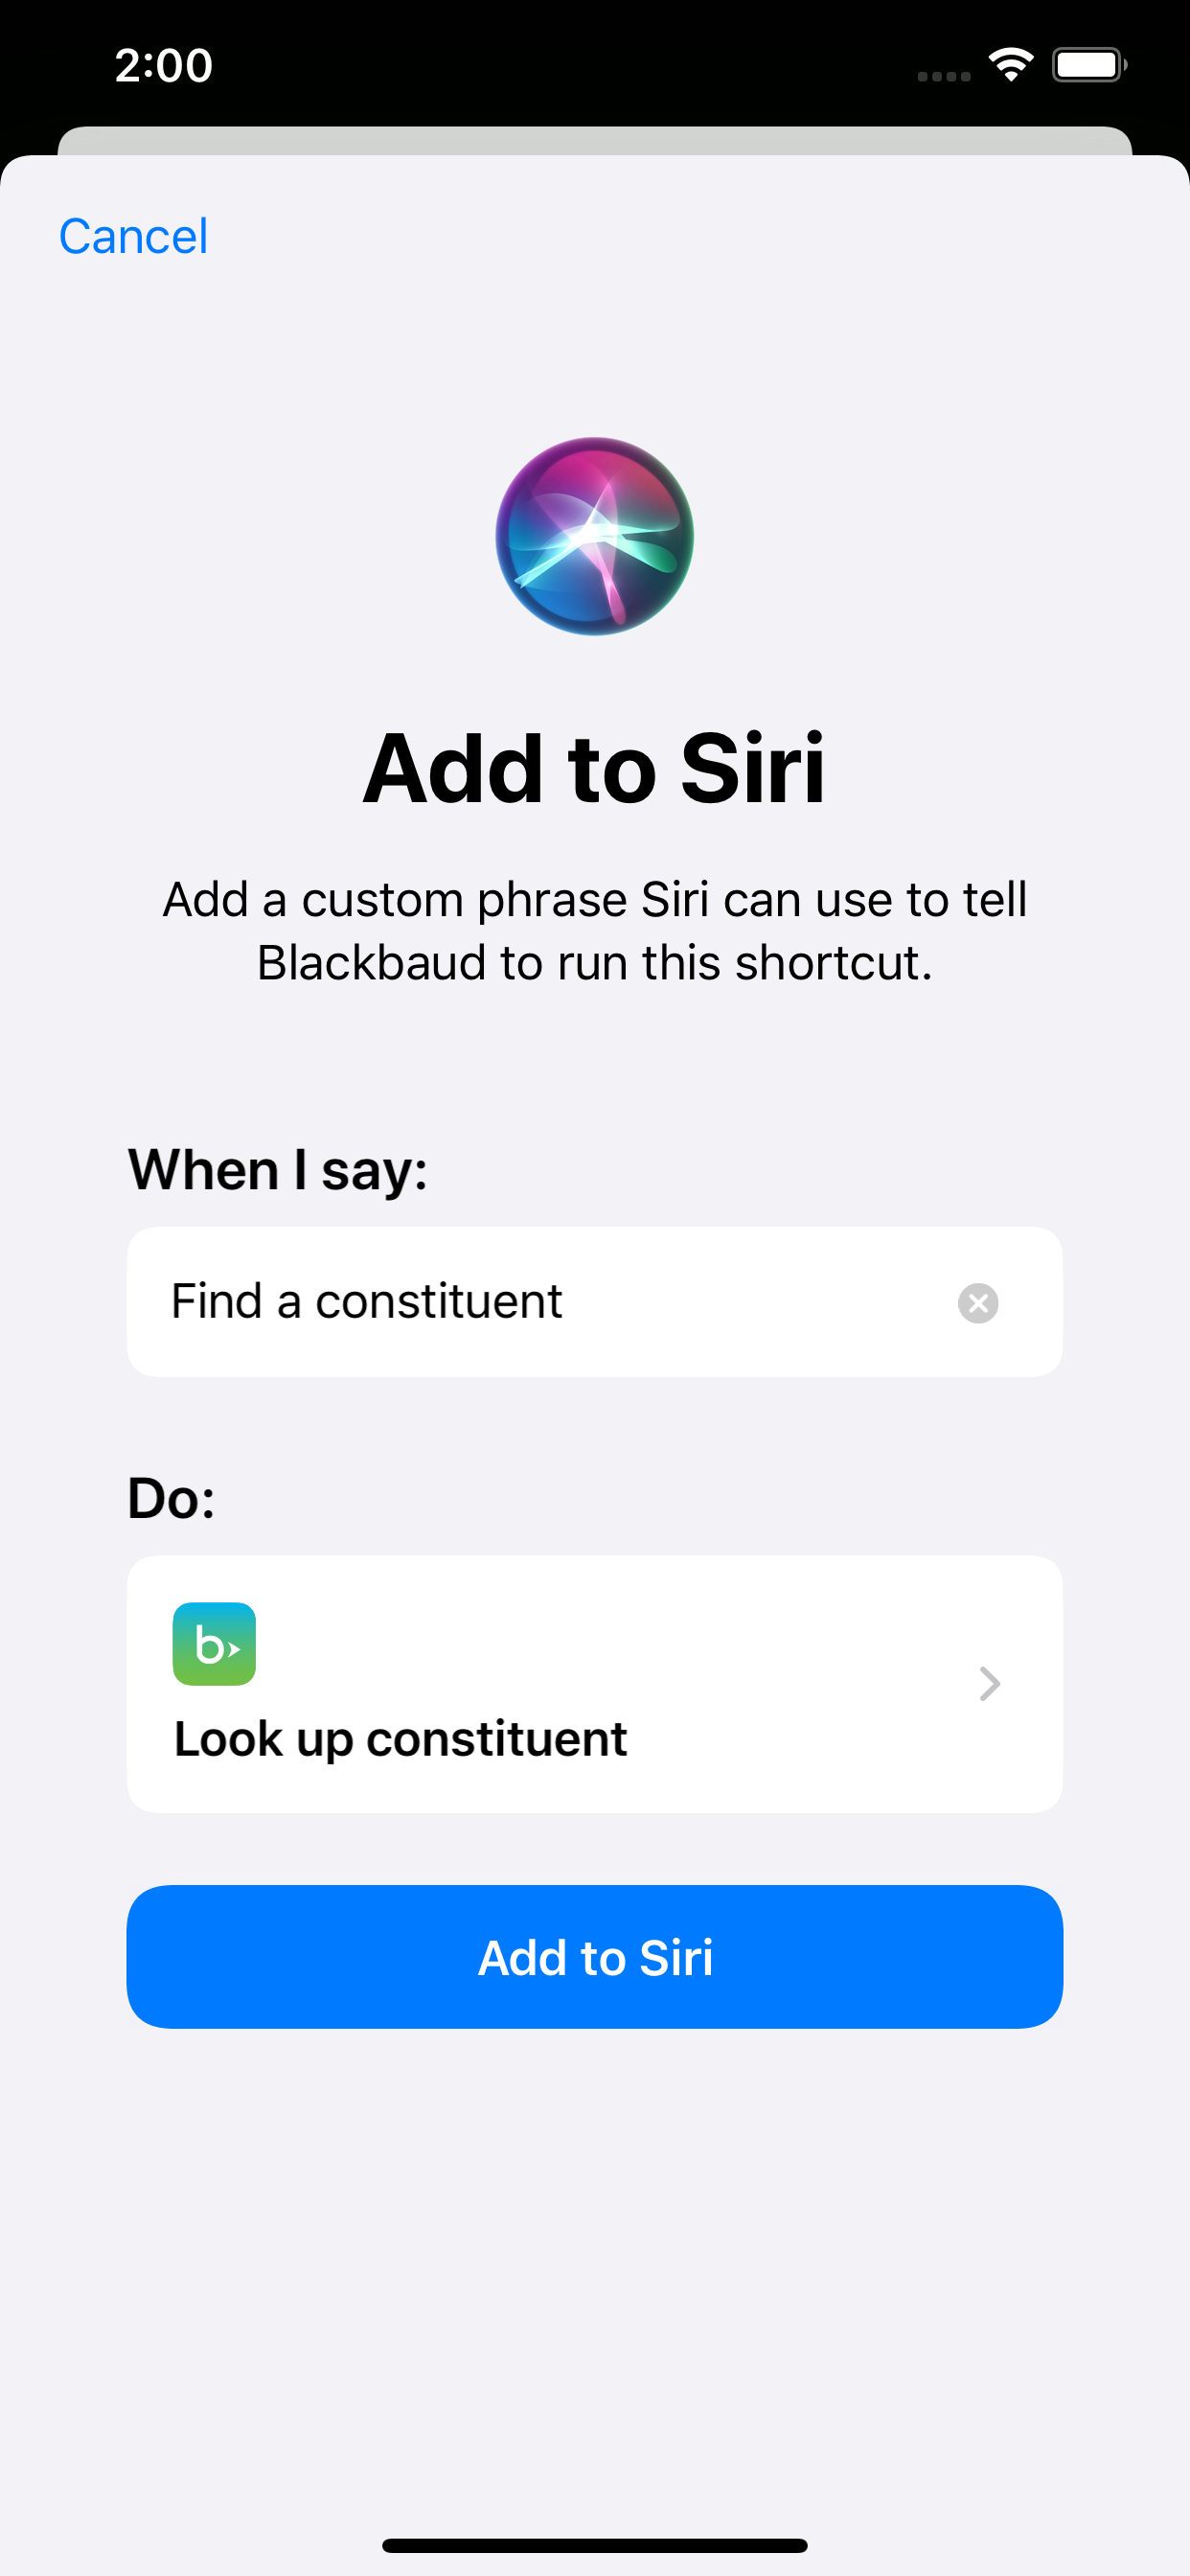 2:00
Cancel
Add to Siri
Add a custom phrase Siri can use to tell
Blackbaud to run this shortcut.
When I say:
Find a constituent
Do:
b
Look up constituent
Add to Siri